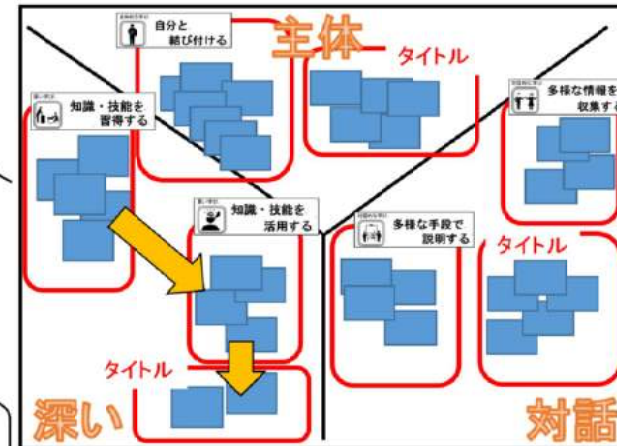 自分と
結び付ける
主体
タイトル
知識・技能を
習得する
多様な情報を
収集する
知識・技能を
活用する
多様な手段で
説明する
タイトル
タイトル
深い
対話